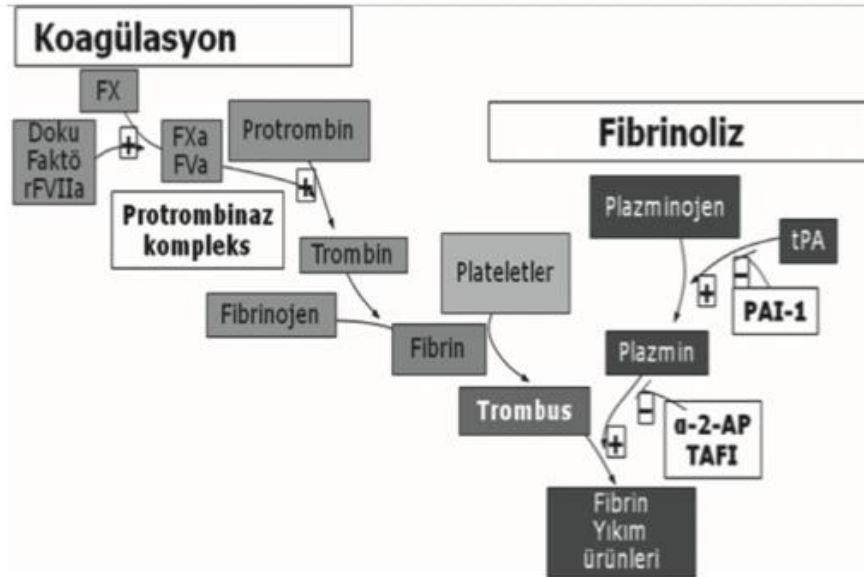 Koagülasyon
FX
Doku
Faktö
rFVIIa
+
FXa
FVa
Protrombin
+
Protrombinaz
kompleks
Trombin
Fibrinojen
Fibrin
Plateletler
Trombus
Fibrinoliz
Plazminojen
tPA
-
+
PAI-1
Plazmin
-
+
α-2-AP
TAFI
Fibrin
Yıkım
ürünleri